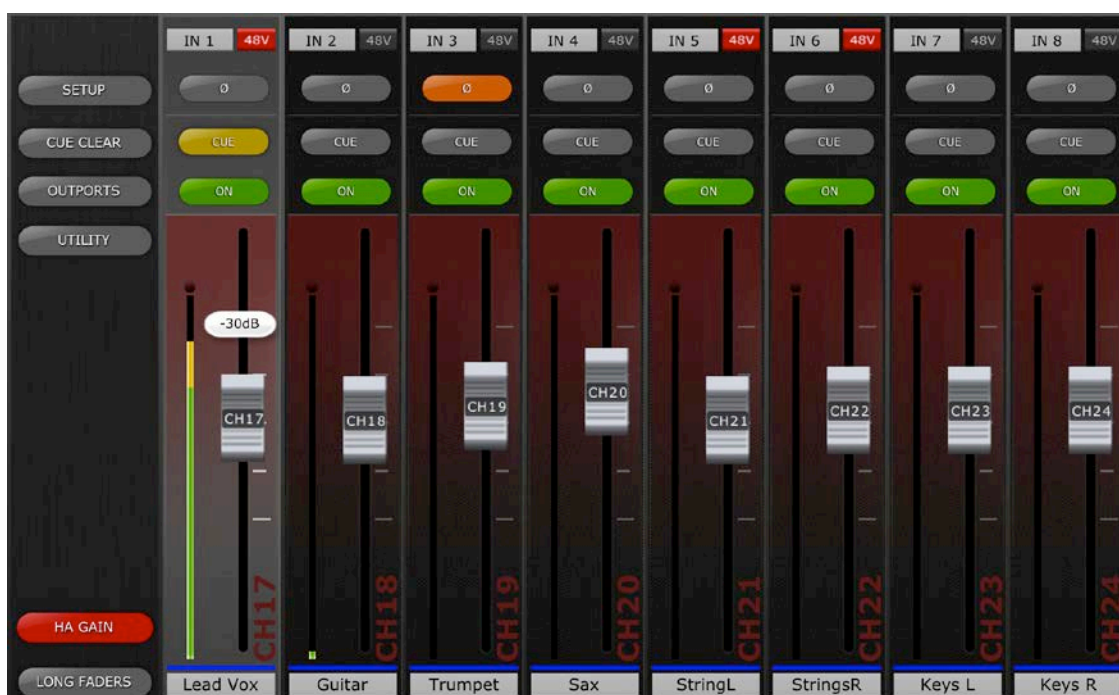 IN 1 48V IN 2 48V IN 3 48V IN 4 48V IN 5 48V IN 6 48V IN 7 48V IN 8 48V
SETUP Ø Ø Ø Ø Ø Ø Ø Ø
CUE CLEAR CUE CUE CUE CUE CUE CUE CUE CUE
OUTPORTS ON ON ON ON ON ON ON ON
UTILITY
-30dB
CH17 CH18 CH19 CH20 CH21 CH22 CH23 CH24
CH17 CH18 CH19 CH20 CH21 CH22 CH23 CH24
HA GAIN
LONG FADERS Lead Vox Guitar Trumpet Sax StringL StringsR Keys L Keys R